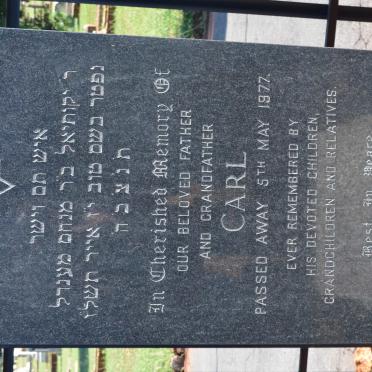 איש תם וישר
ר יקותיאל בר מנחם מענדל
נפטר בשם טוב יז אייר תשלז
ת נ צ ב ה
In Cherished Memory Of
OUR BELOVED FATHER
AND GRANDFATHER
CARL
PASSED AWAY 5TH MAY 1977.
EVER REMEMBERED BY
HIS DEVOTED CHILDREN,
GRANDCHILDREN AND RELATIVES.
Rest In Peace